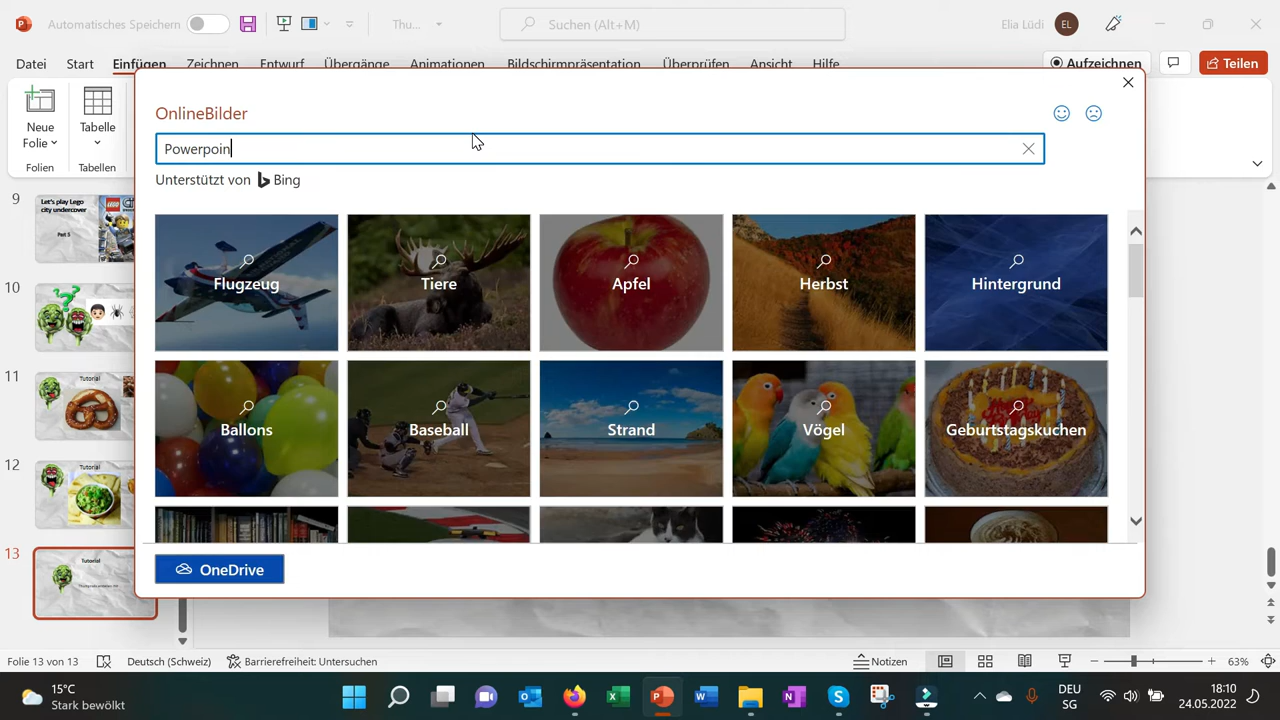 Automatisches Speichern
Thu...
Suchen (Alt+M)
Elia Lüdi
EL
Datei
Start
Einfügen
Zeichnen
Entwurf
Übergänge
Animationen
Bildschirmpräsentation
Überprüfen
Ansicht
Hilfe
Aufzeichnen
Teilen
Neue
Folie
Tabelle
Folien
Tabellen
OnlineBilder
Powerpoin
Unterstützt von Bing
Flugzeug
Tiere
Apfel
Herbst
Hintergrund
Ballons
Baseball
Strand
Vögel
Geburtstagskuchen
OneDrive
9
Let's play Lego
city undercover
Part 5
LEGO
10
11
Tutorial
12
Tutorial
13
Tutorial
Folie 13 von 13
Deutsch (Schweiz)
Barrierefreiheit: Untersuchen
Notizen
63%
15°C
Stark bewölkt
DEU
SG
18:10
24.05.2022